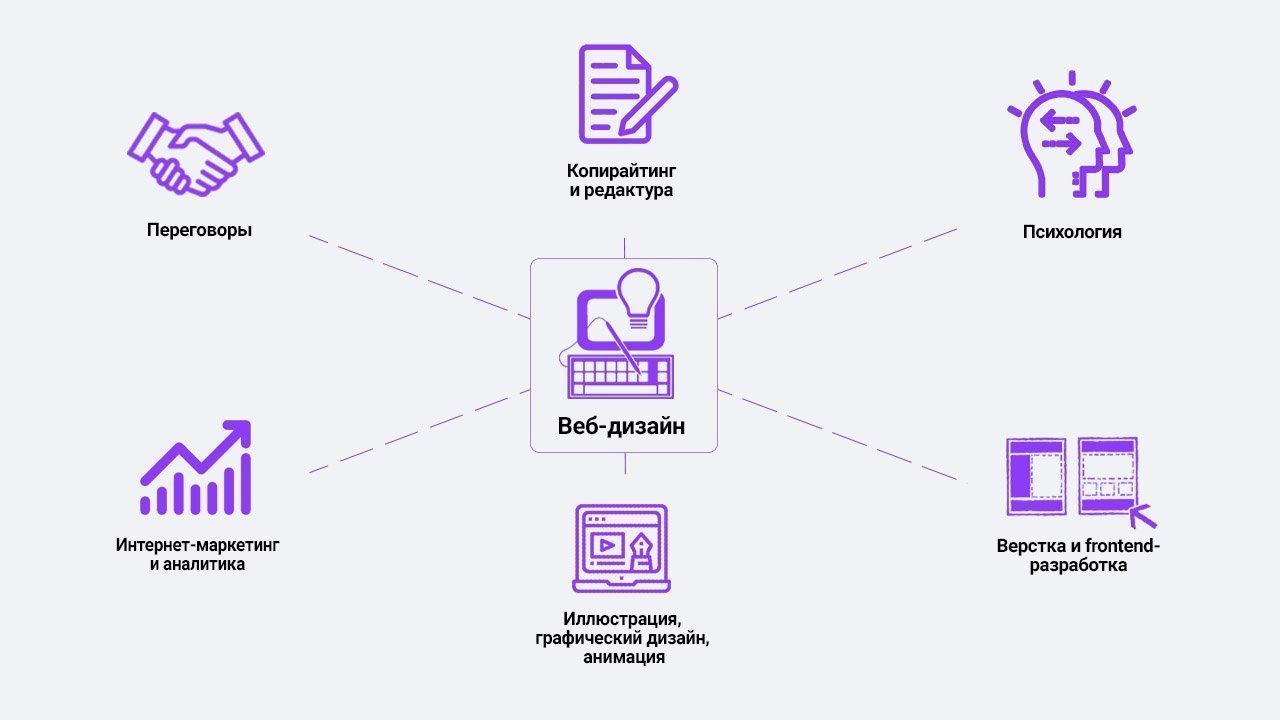 Копирайтинг
и редактура
Переговоры
Психология
Веб-дизайн
Интернет-маркетинг
и аналитика
Верстка и frontend-
разработка
Иллюстрация,
графический дизайн,
анимация